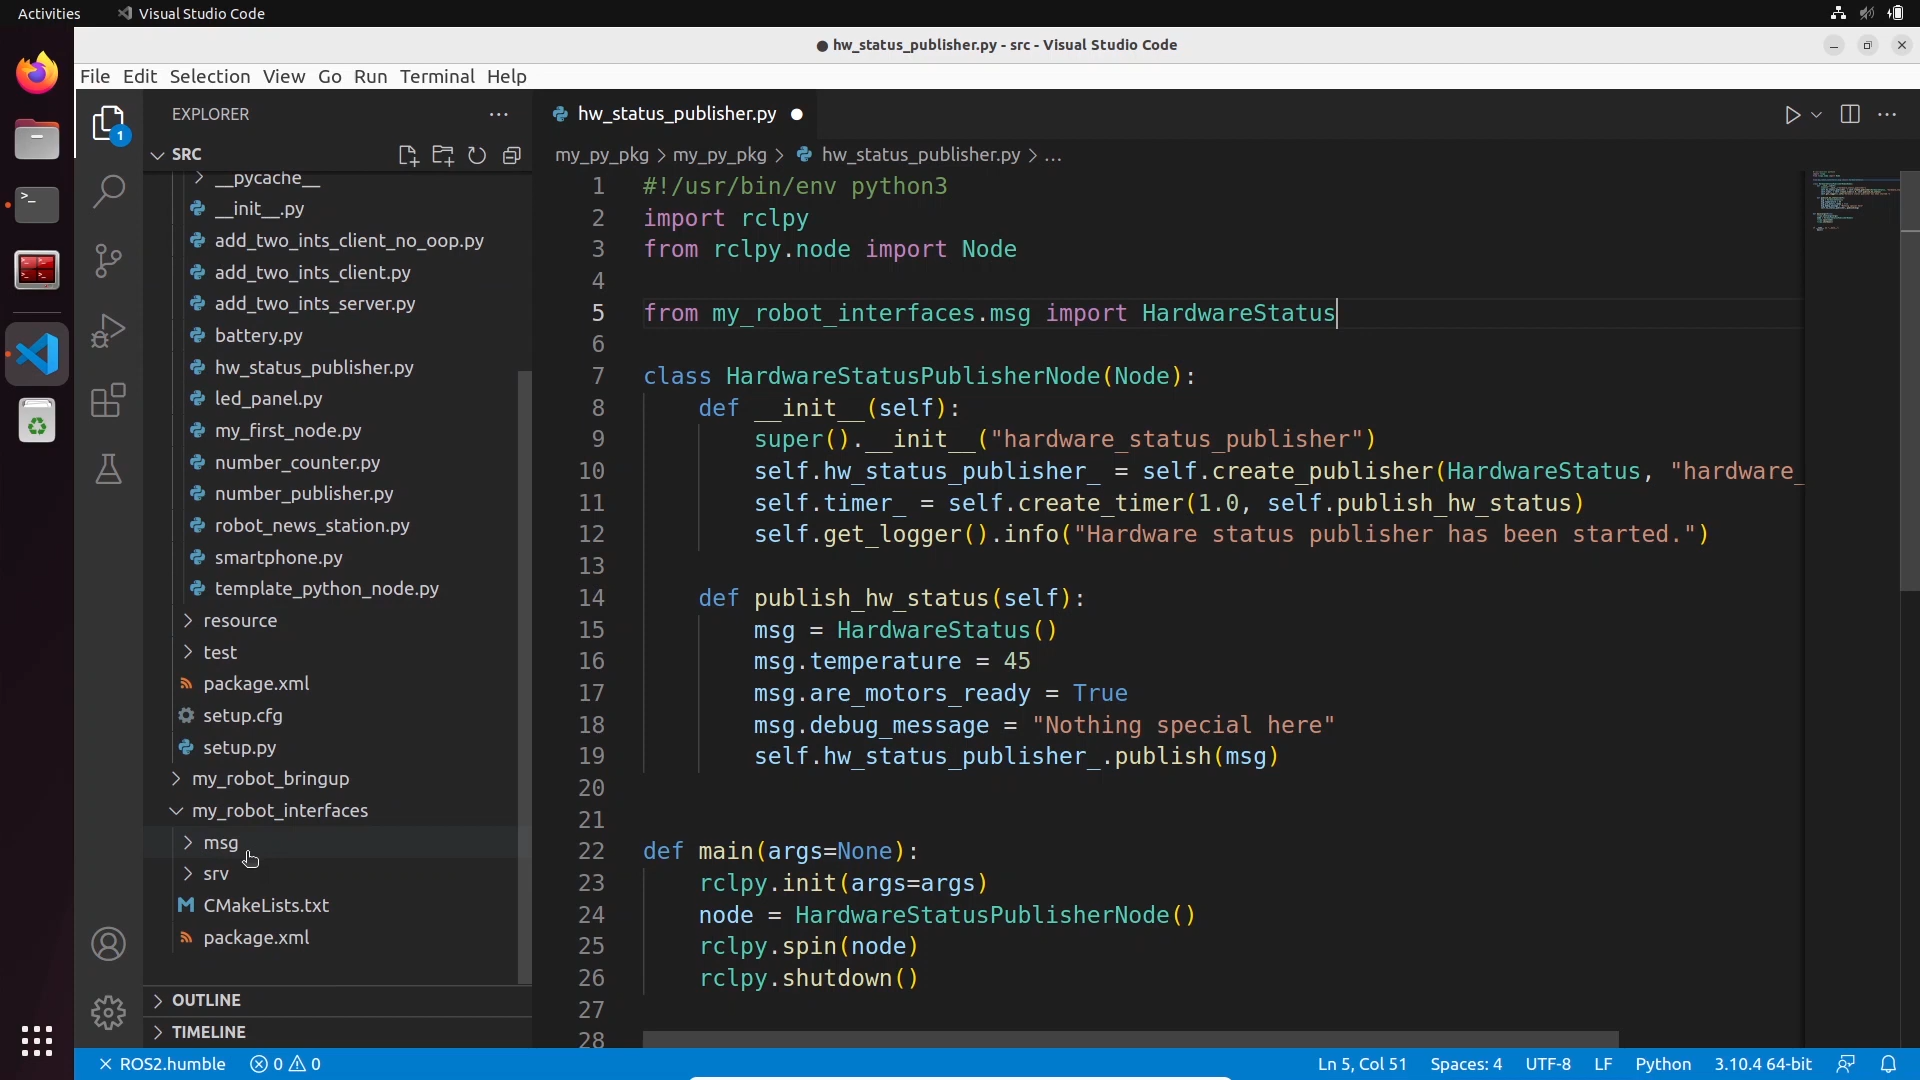 Activities
Visual Studio Code
● hw_status_publisher.py - src - Visual Studio Code
File Edit Selection View Go Run Terminal Help
1
EXPLORER
SRC
__pycache__
__init__.py
add_two_ints_client_no_oop.py
add_two_ints_client.py
add_two_ints_server.py
battery.py
hw_status_publisher.py
led_panel.py
my_first_node.py
number_counter.py
number_publisher.py
robot_news_station.py
smartphone.py
template_python_node.py
resource
test
package.xml
setup.cfg
setup.py
my_robot_bringup
my_robot_interfaces
msg
srv
CMakeLists.txt
package.xml
OUTLINE
TIMELINE
hw_status_publisher.py ●
my_py_pkg > my_py_pkg > hw_status_publisher.py > ...
1 #!/usr/bin/env python3
2 import rclpy
3 from rclpy.node import Node
4
5 from my_robot_interfaces.msg import HardwareStatus
6
7 class HardwareStatusPublisherNode(Node):
8     def __init__(self):
9         super().__init__("hardware_status_publisher")
10         self.hw_status_publisher_ = self.create_publisher(HardwareStatus, "hardware_
11         self.timer_ = self.create_timer(1.0, self.publish_hw_status)
12         self.get_logger().info("Hardware status publisher has been started.")
13
14     def publish_hw_status(self):
15         msg = HardwareStatus()
16         msg.temperature = 45
17         msg.are_motors_ready = True
18         msg.debug_message = "Nothing special here"
19         self.hw_status_publisher_.publish(msg)
20
21
22 def main(args=None):
23     rclpy.init(args=args)
24     node = HardwareStatusPublisherNode()
25     rclpy.spin(node)
26     rclpy.shutdown()
27
28
ROS2.humble
0 0
Ln 5, Col 51
Spaces: 4
UTF-8
LF
Python
3.10.4 64-bit